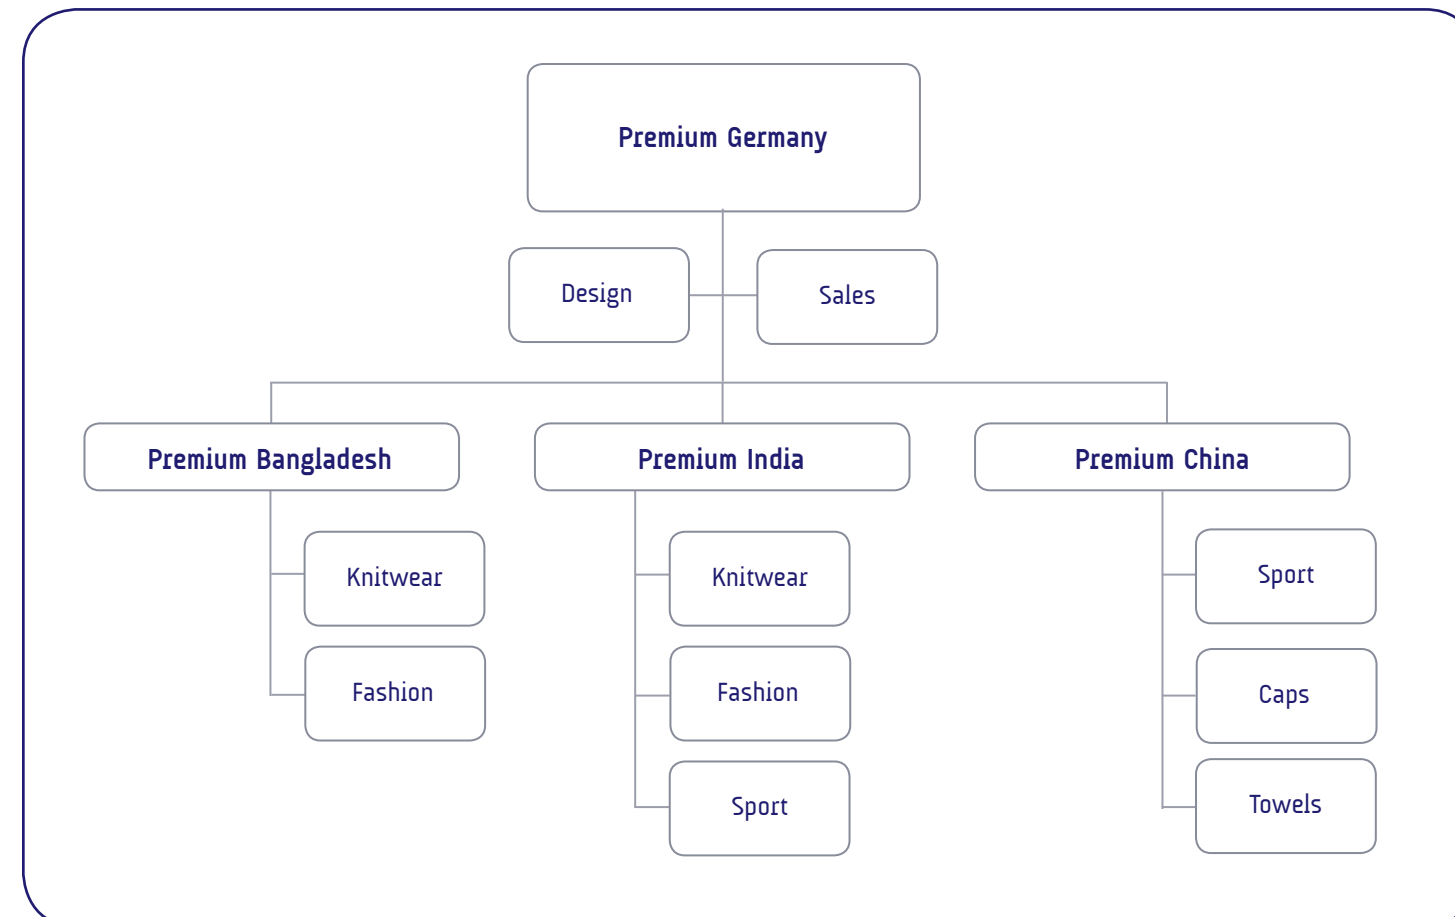 Premium Germany
Design
Sales
Premium Bangladesh
Premium India
Premium China
Knitwear
Fashion
Knitwear
Fashion
Sport
Sport
Caps
Towels